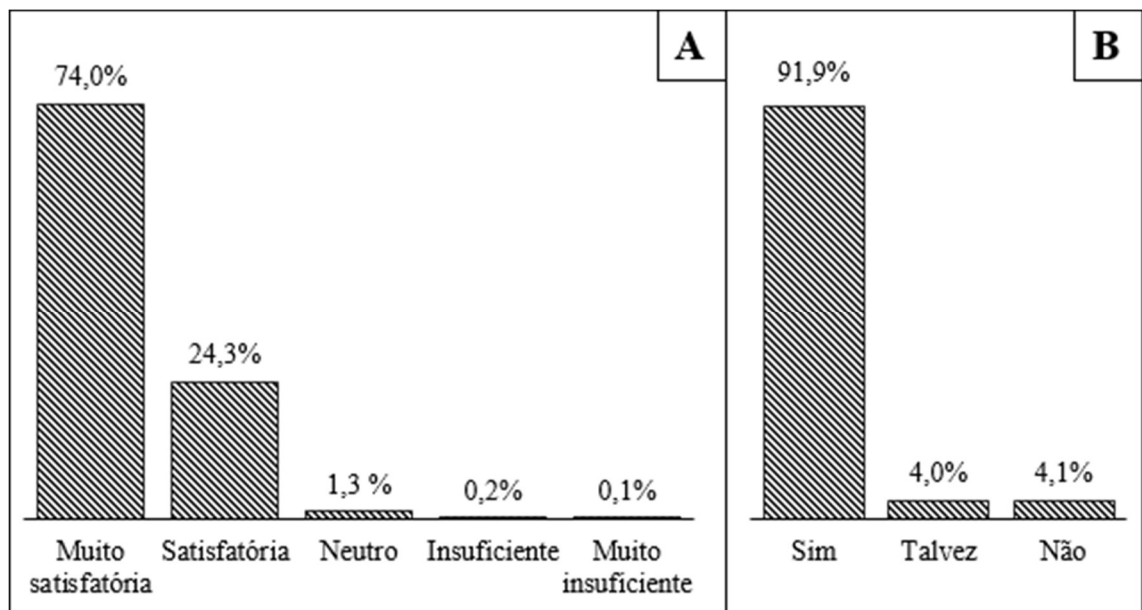 A
74,0%
24,3%
1,3 %
0,2%
0,1%
Muito
satisfatória
Satisfatória
Neutro
Insuficiente
Muito
insuficiente
B
91,9%
4,0%
4,1%
Sim
Talvez
Não